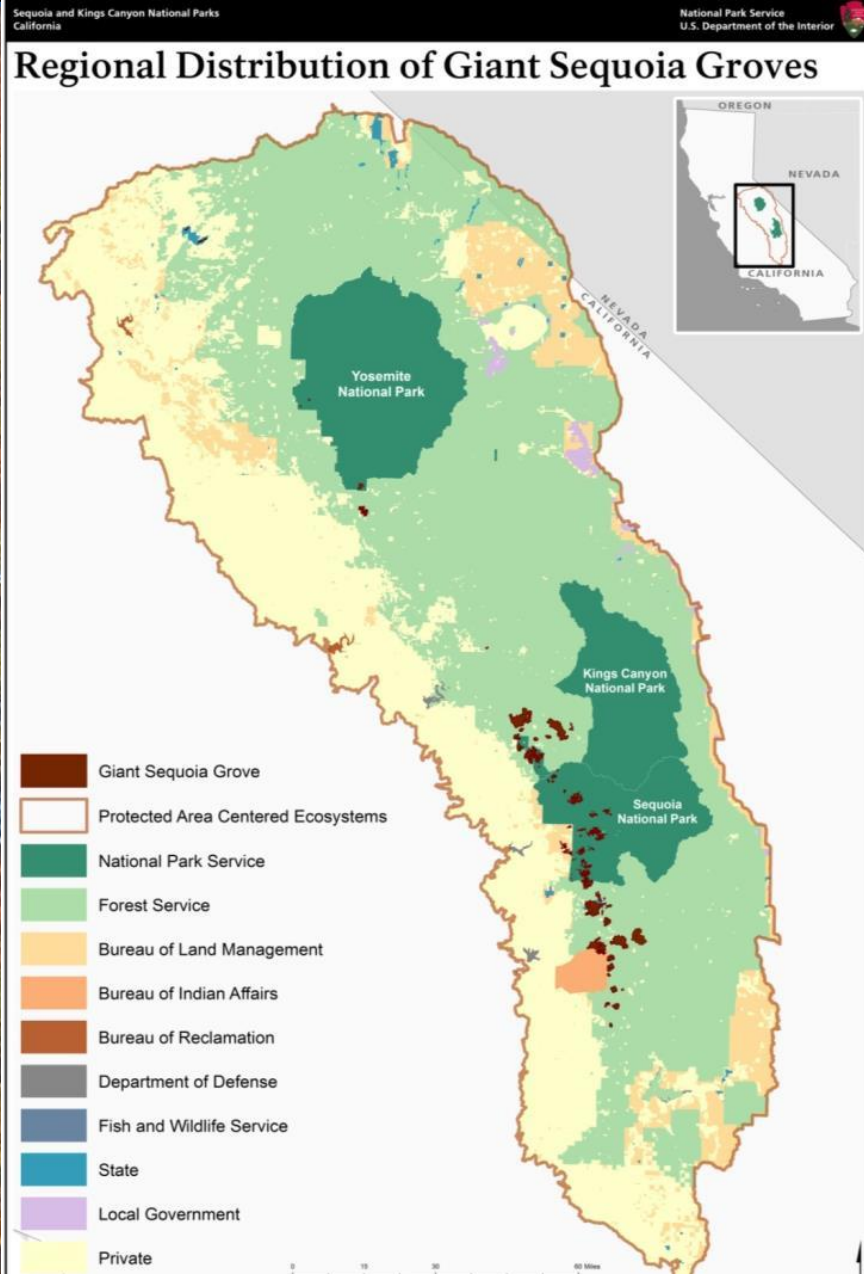 Sequoia and Kings Canyon National Parks
California
National Park Service
U.S. Department of the Interior
Regional Distribution of Giant Sequoia Groves
OREGON
NEVADA
CALIFORNIA
NEVADA
CALIFORNIA
Yosemite
National Park
Kings Canyon
National Park
Sequoia
National Park
Giant Sequoia Grove
Protected Area Centered Ecosystems
National Park Service
Forest Service
Bureau of Land Management
Bureau of Indian Affairs
Bureau of Reclamation
Department of Defense
Fish and Wildlife Service
State
Local Government
Private
0 15 30 60 Miles